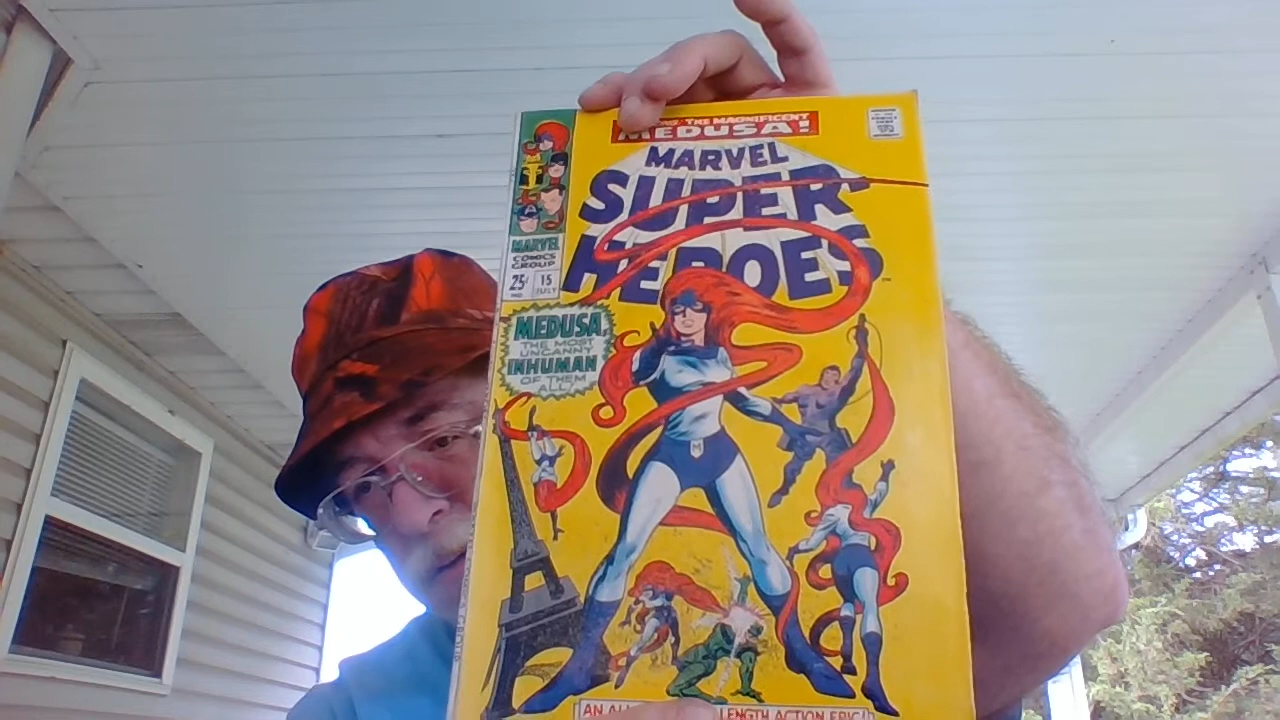 THE MAGNIFICENT
MEDUSA!
MARVEL
SUPER-
HEROES
MARVEL
COMICS
GROUP
25¢
IND.
15
JULY
MEDUSA,
THE MOST
UNCANNY
INHUMAN
OF THEM
ALL!
M
AN
LENGTH ACTION EPIC!